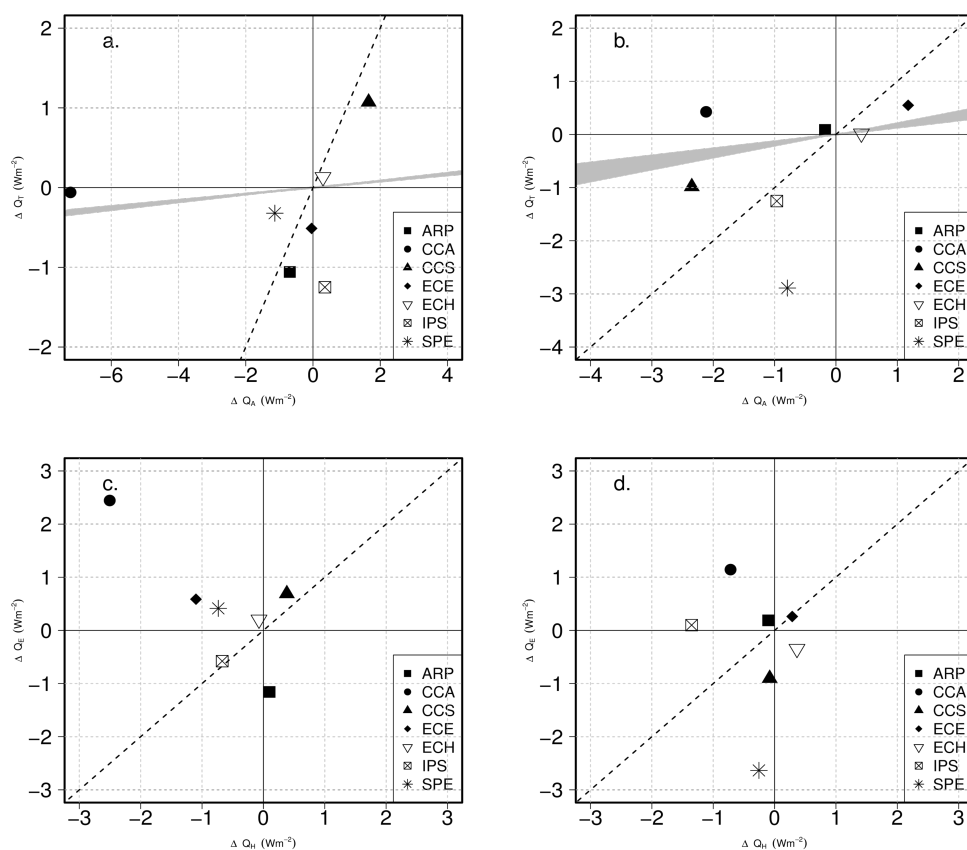 a.
2
1
0
−1
−2
Δ Q_T (Wm⁻²)
−6 −4 −2 0 2 4
Δ Q_A (Wm⁻²)
ARP
CCA
CCS
ECE
ECH
IPS
SPE
b.
2
1
0
−1
−2
−3
−4
Δ Q_T (Wm⁻²)
−4 −3 −2 −1 0 1 2
Δ Q_A (Wm⁻²)
ARP
CCA
CCS
ECE
ECH
IPS
SPE
c.
3
2
1
0
−1
−2
−3
Δ Q_E (Wm⁻²)
−3 −2 −1 0 1 2 3
Δ Q_H (Wm⁻²)
ARP
CCA
CCS
ECE
ECH
IPS
SPE
d.
3
2
1
0
−1
−2
−3
Δ Q_E (Wm⁻²)
−3 −2 −1 0 1 2 3
Δ Q_H (Wm⁻²)
ARP
CCA
CCS
ECE
ECH
IPS
SPE